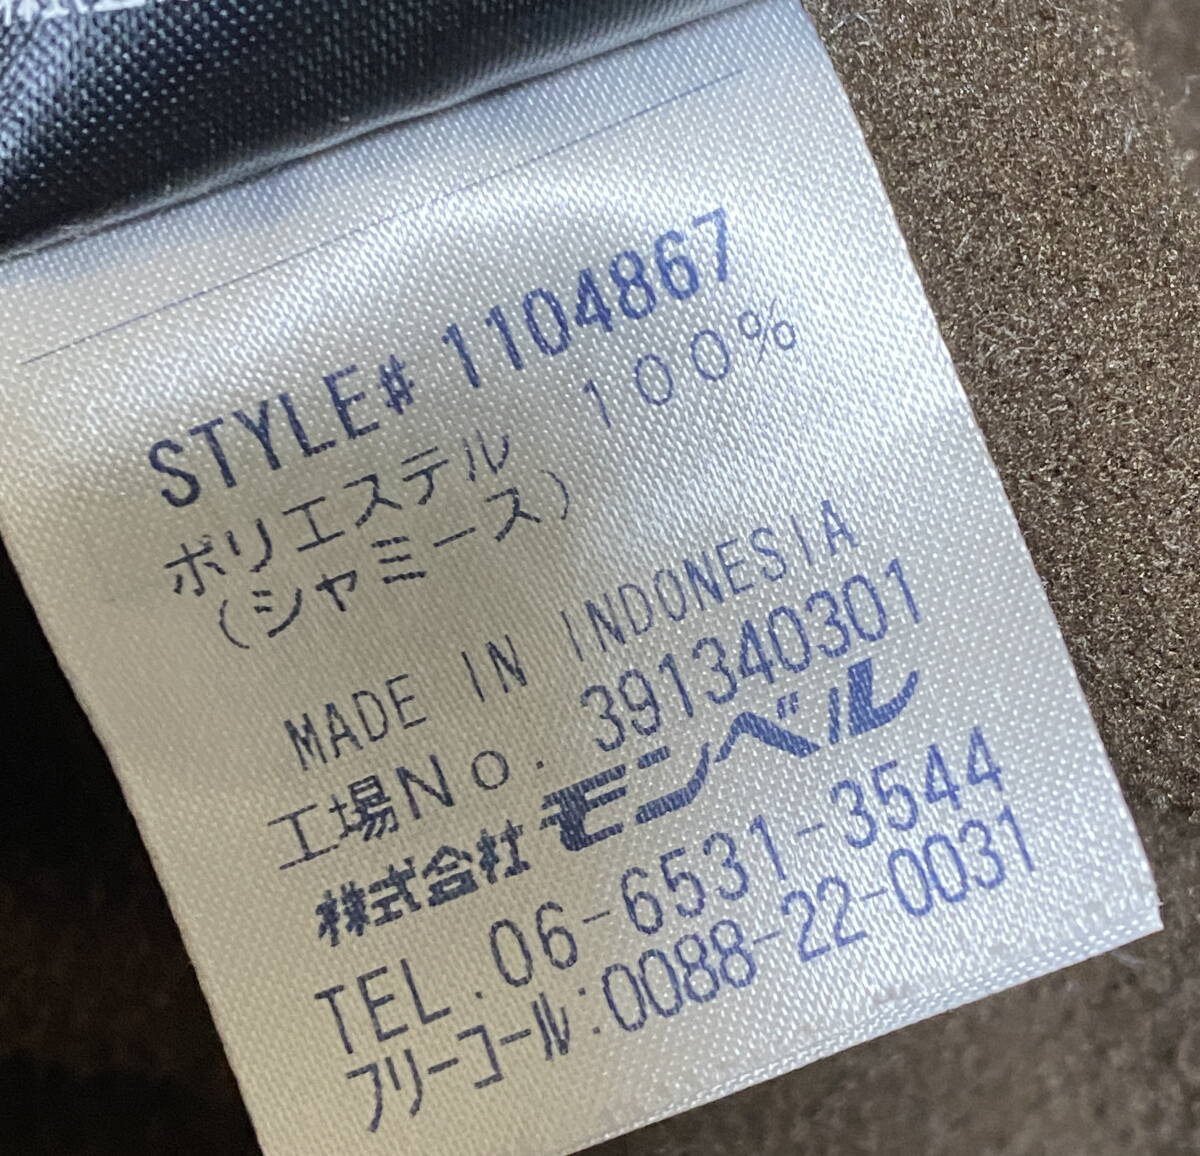 STYLE# 1104867
ポリエステル 100%
(シャミース)
MADE IN INDONESIA
工場No. 391340301
株式会社 モンベル
TEL.06-6531-3544
フリーコール:0088-22-0031